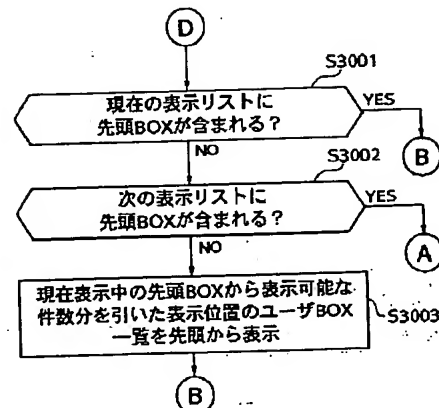 D
S3001
現在の表示リストに
先頭BOXが含まれる?
YES
B
NO
S3002
次の表示リストに
先頭BOXが含まれる?
YES
A
NO
現在表示中の先頭BOXから表示可能な
件数分を引いた表示位置のユーザBOX
一覧を先頭から表示
S3003
B